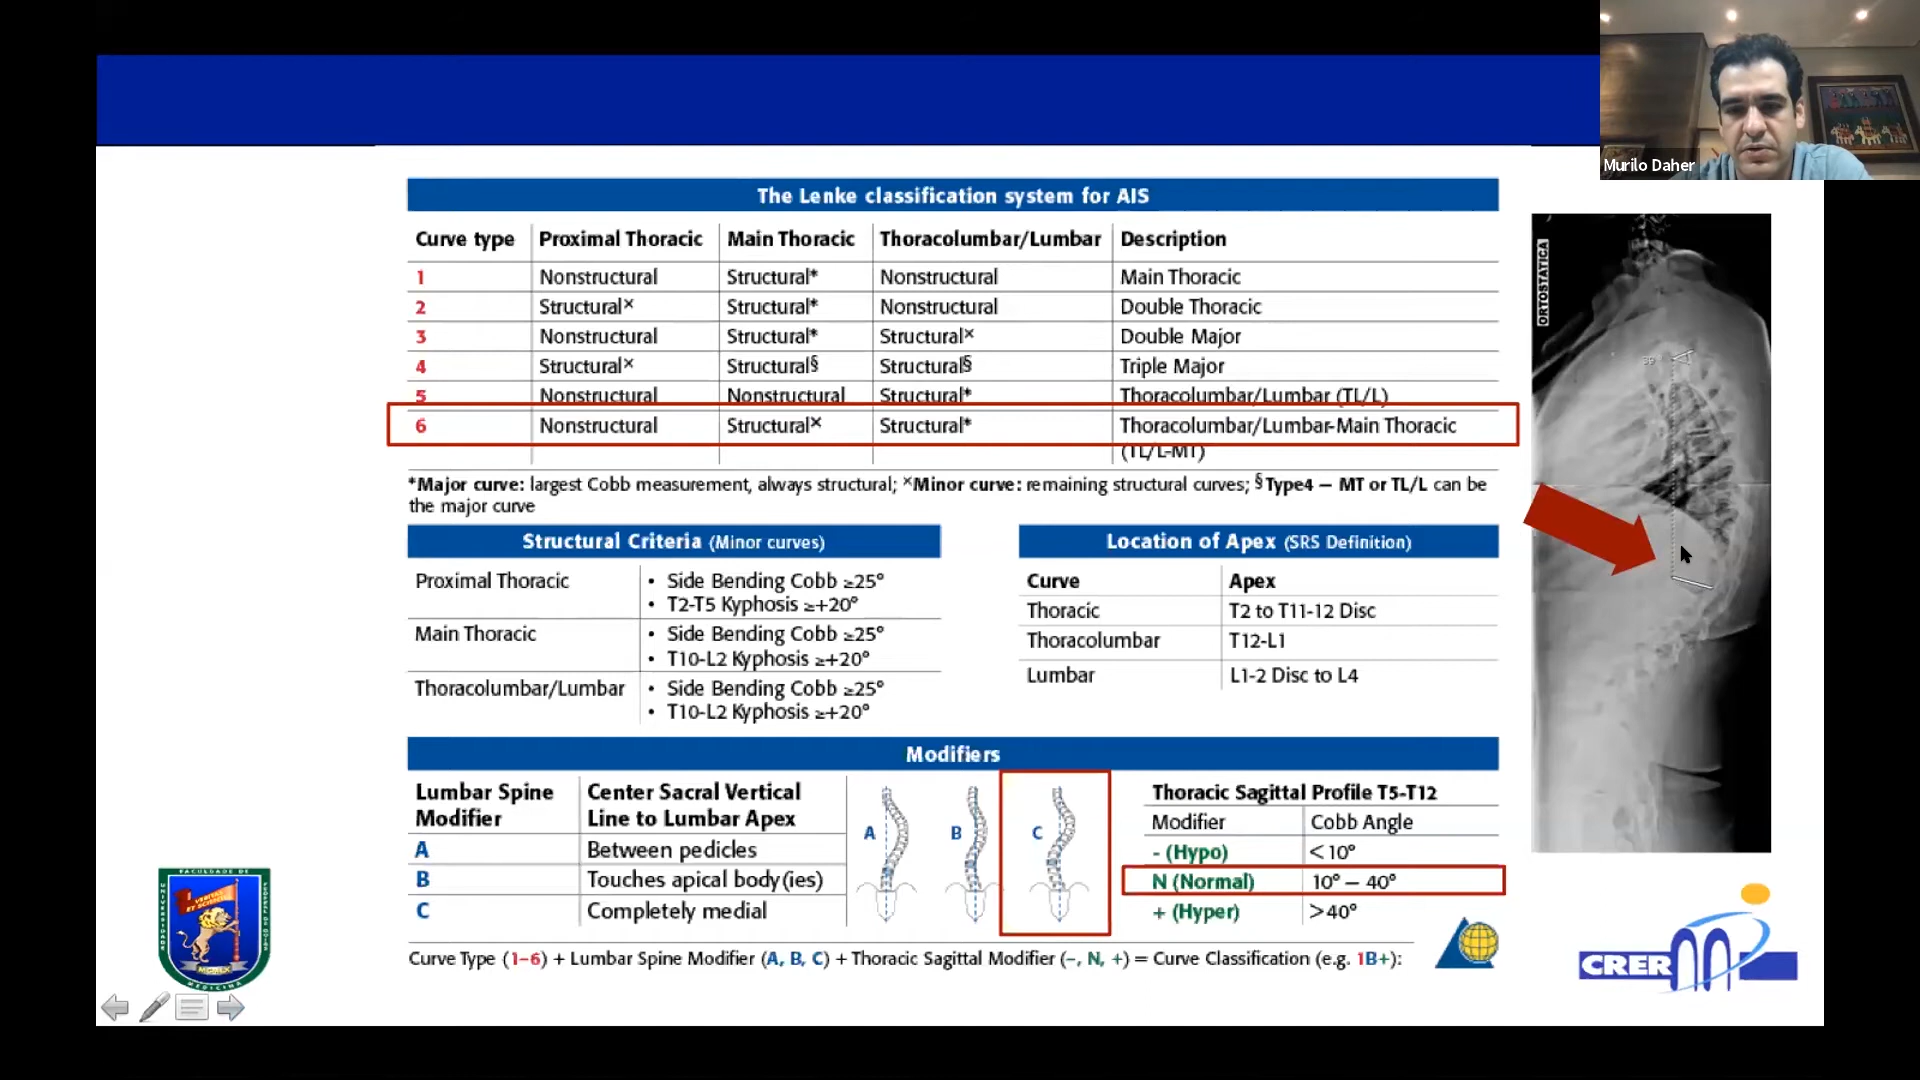 Murilo Daher
The Lenke classification system for AIS
Curve type Proximal Thoracic Main Thoracic Thoracolumbar/Lumbar Description
1 Nonstructural Structural* Nonstructural Main Thoracic
2 Structural× Structural* Nonstructural Double Thoracic
3 Nonstructural Structural* Structural× Double Major
4 Structural× Structural§ Structural§ Triple Major
5 Nonstructural Nonstructural Structural* Thoracolumbar/Lumbar (TL/L)
6 Nonstructural Structural× Structural* Thoracolumbar/Lumbar-Main Thoracic
(TL/L-MT)
*Major curve: largest Cobb measurement, always structural; ×Minor curve: remaining structural curves; §Type4 – MT or TL/L can be
the major curve
Structural Criteria (Minor curves)
Proximal Thoracic • Side Bending Cobb ≥25°
• T2-T5 Kyphosis ≥+20°
Main Thoracic • Side Bending Cobb ≥25°
• T10-L2 Kyphosis ≥+20°
Thoracolumbar/Lumbar • Side Bending Cobb ≥25°
• T10-L2 Kyphosis ≥+20°
Location of Apex (SRS Definition)
Curve Apex
Thoracic T2 to T11-12 Disc
Thoracolumbar T12-L1
Lumbar L1-2 Disc to L4
ORTOSTATICA
Modifiers
Lumbar Spine Center Sacral Vertical
Modifier Line to Lumbar Apex
A Between pedicles
B Touches apical body(ies)
C Completely medial
A B C
Thoracic Sagittal Profile T5-T12
Modifier Cobb Angle
- (Hypo) <10°
N (Normal) 10° – 40°
+ (Hyper) >40°
Curve Type (1–6) + Lumbar Spine Modifier (A, B, C) + Thoracic Sagittal Modifier (–, N, +) = Curve Classification (e.g. 1B+):
FACULDADE DE
MEDICINA
CRER